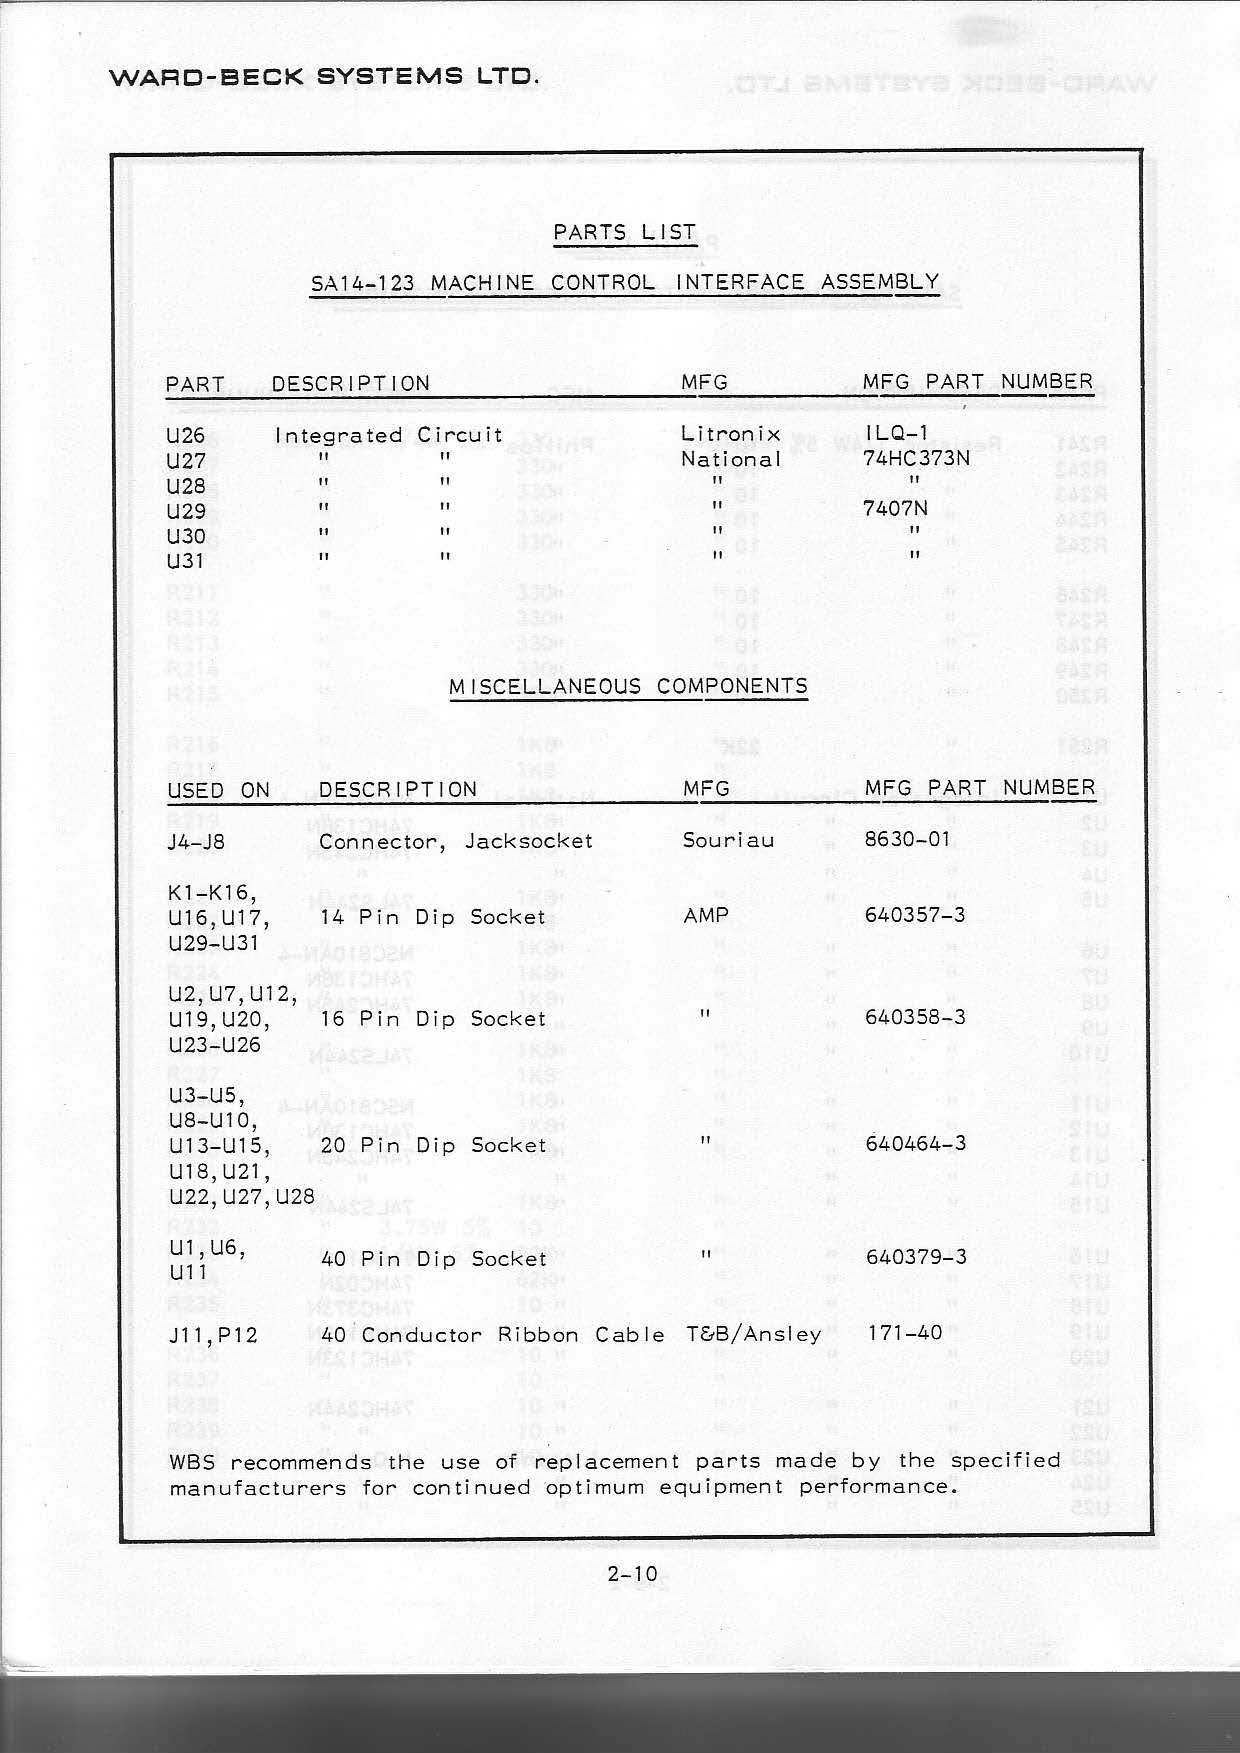 WARD-BECK SYSTEMS LTD.
PARTS LIST
SA14-123 MACHINE CONTROL INTERFACE ASSEMBLY
PART DESCRIPTION MFG MFG PART NUMBER
U26 Integrated Circuit Litronix ILQ-1
U27 " " National 74HC373N
U28 " " " "
U29 " " " 7407N
U30 " " " "
U31 " " " "
MISCELLANEOUS COMPONENTS
USED ON DESCRIPTION MFG MFG PART NUMBER
J4-J8 Connector, Jacksocket Souriau 8630-01
K1-K16,
U16,U17, 14 Pin Dip Socket AMP 640357-3
U29-U31
U2,U7,U12,
U19,U20, 16 Pin Dip Socket " 640358-3
U23-U26
U3-U5,
U8-U10,
U13-U15, 20 Pin Dip Socket " 640464-3
U18,U21,
U22,U27,U28
U1,U6, 40 Pin Dip Socket " 640379-3
U11
J11,P12 40 Conductor Ribbon Cable T&B/Ansley 171-40
WBS recommends the use of replacement parts made by the specified
manufacturers for continued optimum equipment performance.
2-10